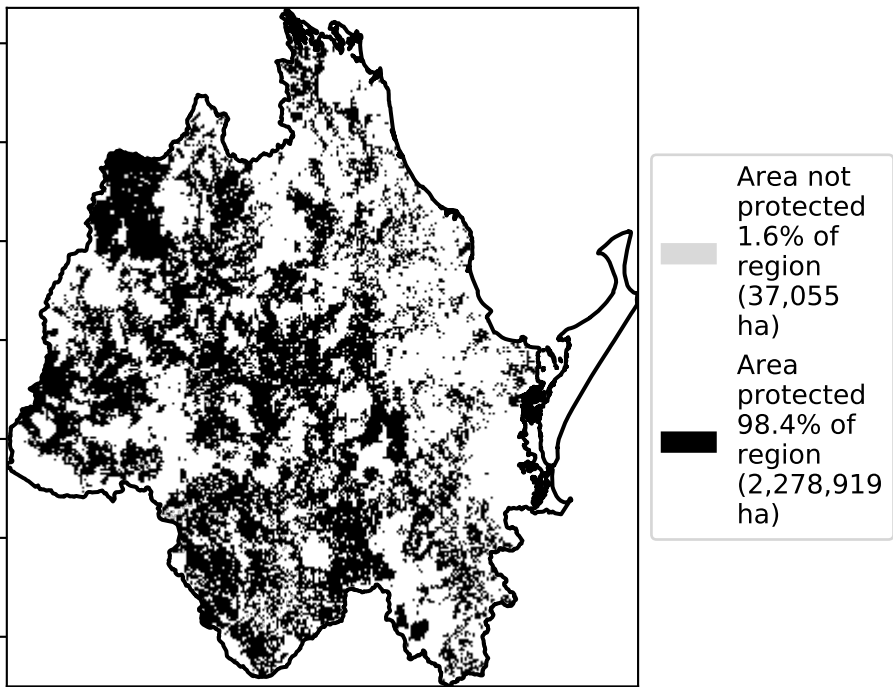 Area not
protected
1.6% of
region
(37,055
ha)
Area
protected
98.4% of
region
(2,278,919
ha)